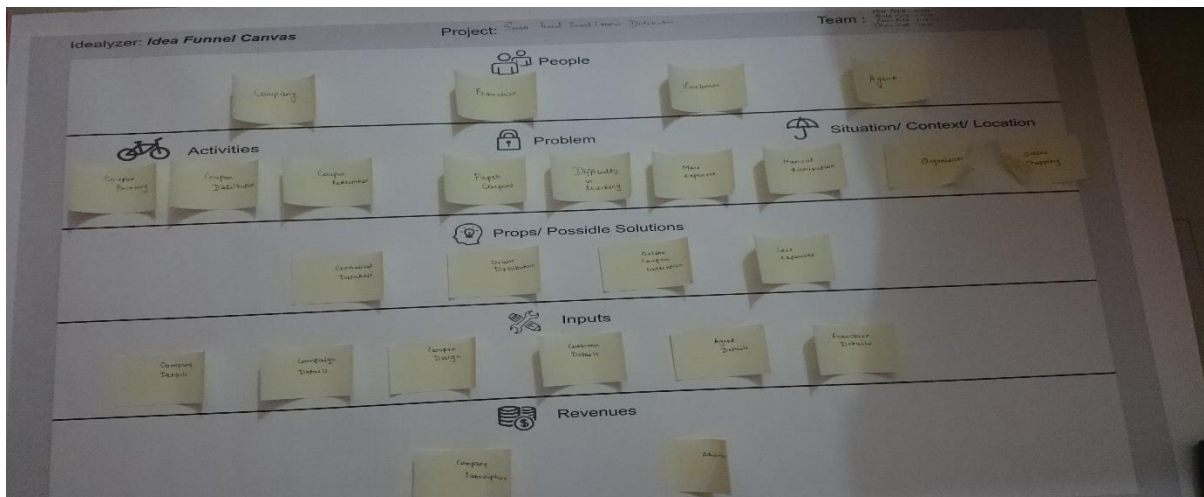 Idealyzer: Idea Funnel Canvas
Project:
Team :
People
Company
Franchise
Customer
Agent
Activities
Problem
Situation/ Context/ Location
Coupon
Printing
Coupon
Distribution
Coupon
Redemption
Paper
Coupons
Difficulty
in
Tracking
More
expenses
Manual
distribution
Shopping
Props/ Possidle Solutions
Centralized
Database
Online
Distribution
Online
Coupon
Less
Expenses
Inputs
Company
Details
Campaign
Details
Coupon
Design
Customer
Details
Agent
Details
Franchise
Details
Revenues
Company
Subscription